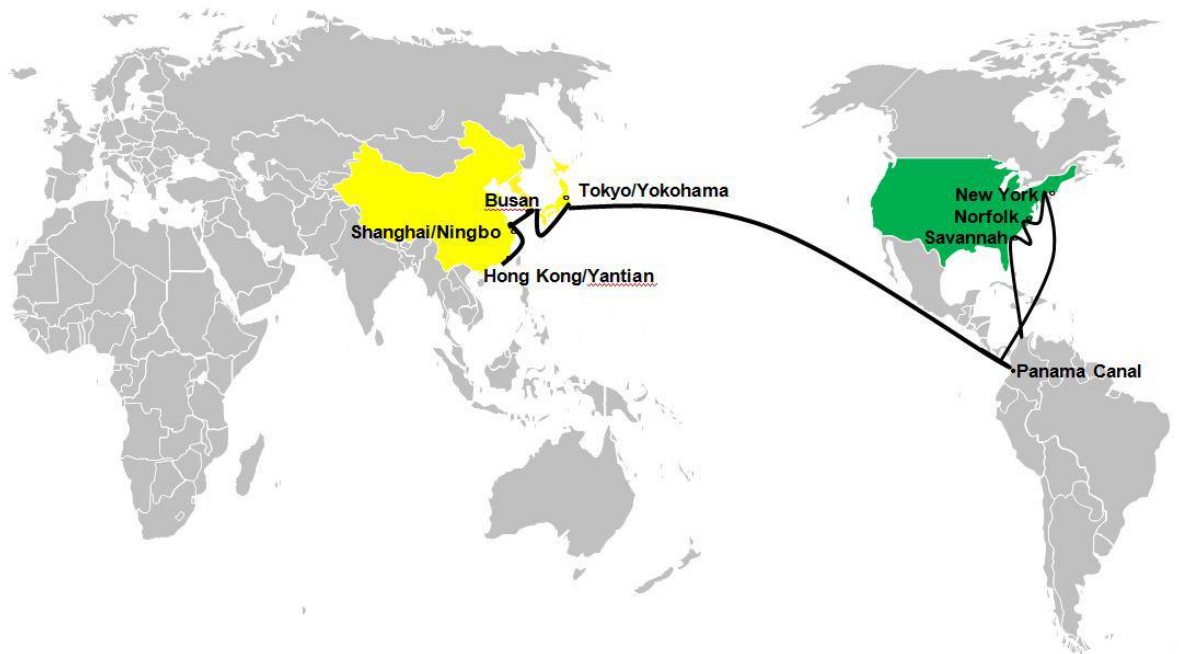 Tokyo/Yokohama
Busan
New York
Norfolk
Shanghai/Ningbo
Savannah
Hong Kong/Yantian
Panama Canal